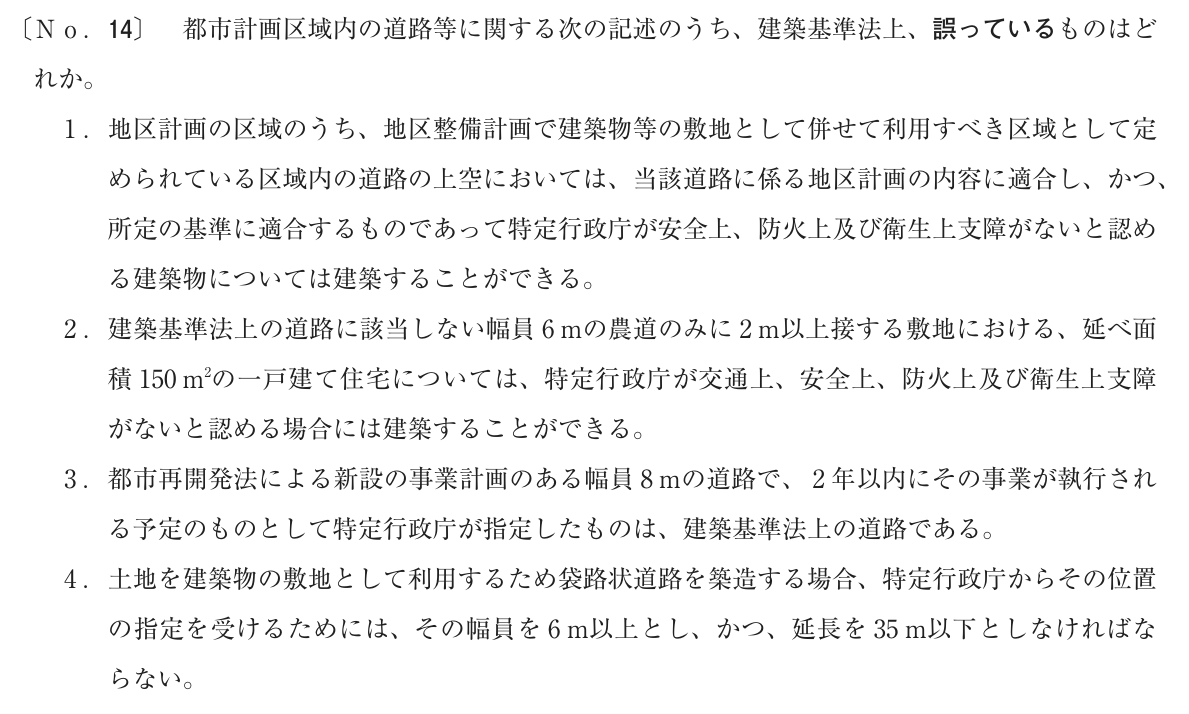 〔Ｎｏ．14〕　都市計画区域内の道路等に関する次の記述のうち、建築基準法上、誤っているものはど
れか。
１．地区計画の区域のうち、地区整備計画で建築物等の敷地として併せて利用すべき区域として定
められている区域内の道路の上空においては、当該道路に係る地区計画の内容に適合し、かつ、
所定の基準に適合するものであって特定行政庁が安全上、防火上及び衛生上支障がないと認め
る建築物については建築することができる。
２．建築基準法上の道路に該当しない幅員６ｍの農道のみに２ｍ以上接する敷地における、延べ面
積 150 m²の一戸建て住宅については、特定行政庁が交通上、安全上、防火上及び衛生上支障
がないと認める場合には建築することができる。
３．都市再開発法による新設の事業計画のある幅員８ｍの道路で、２年以内にその事業が執行され
る予定のものとして特定行政庁が指定したものは、建築基準法上の道路である。
４．土地を建築物の敷地として利用するため袋路状道路を築造する場合、特定行政庁からその位置
の指定を受けるためには、その幅員を６ｍ以上とし、かつ、延長を 35 ｍ以下としなければな
らない。